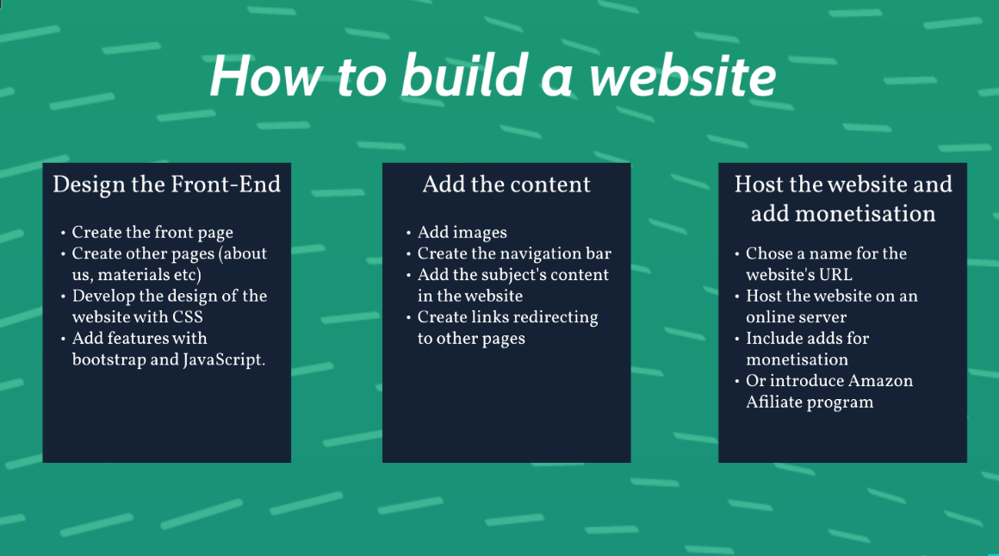 How to build a website
Design the Front-End
• Create the front page
• Create other pages (about
us, materials etc)
• Develop the design of the
website with CSS
• Add features with
bootstrap and JavaScript.
Add the content
• Add images
• Create the navigation bar
• Add the subject's content
in the website
• Create links redirecting
to other pages
Host the website and
add monetisation
• Chose a name for the
website's URL
• Host the website on an
online server
• Include adds for
monetisation
• Or introduce Amazon
Afiliate program